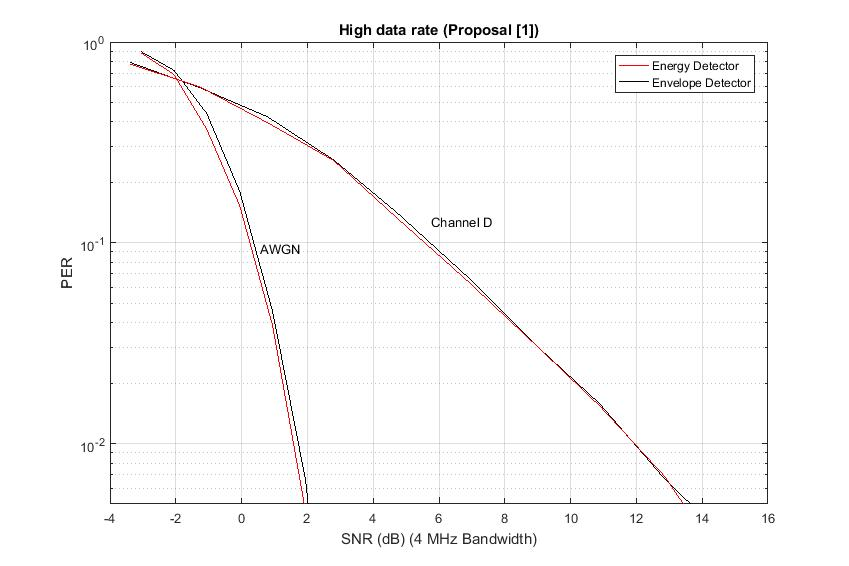 High data rate (Proposal [1])
10^0
Energy Detector
Envelope Detector
Channel D
10^-1
AWGN
PER
10^-2
-4 -2 0 2 4 6 8 10 12 14 16
SNR (dB) (4 MHz Bandwidth)